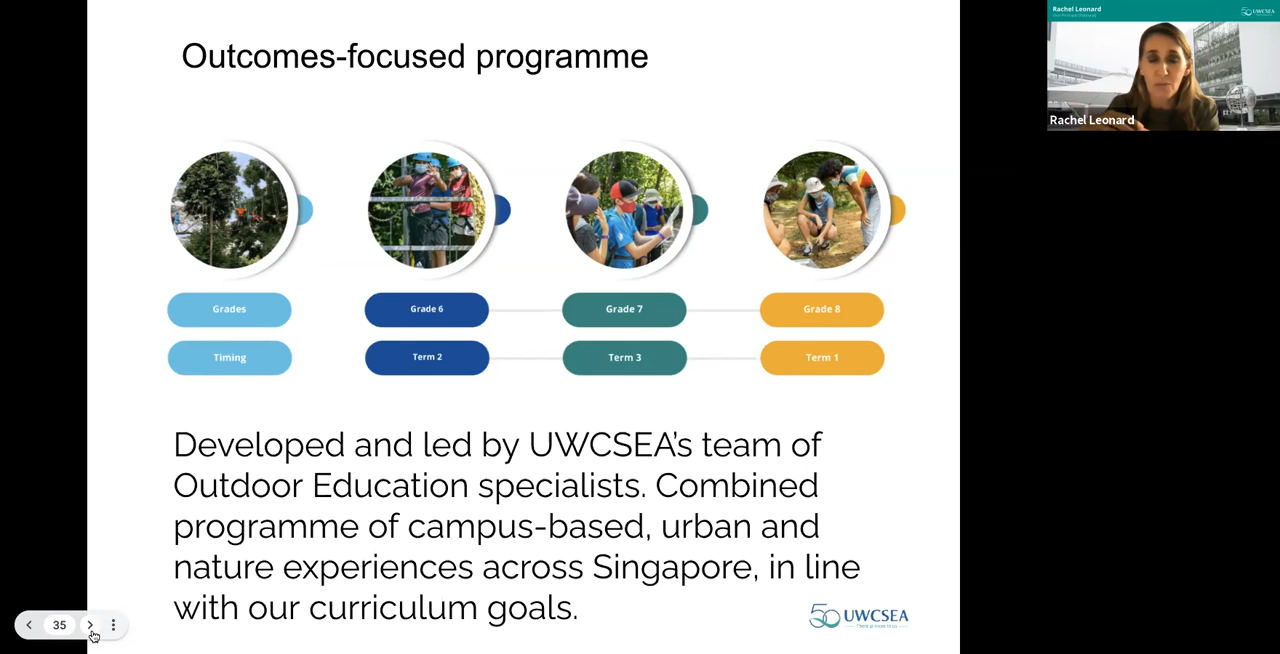 Outcomes-focused programme
Rachel Leonard
UWCSEA
Rachel Leonard
Grades
Grade 6
Grade 7
Grade 8
Timing
Term 2
Term 3
Term 1
Developed and led by UWCSEA's team of
Outdoor Education specialists. Combined
programme of campus-based, urban and
nature experiences across Singapore, in line
with our curriculum goals.
50 UWCSEA
35